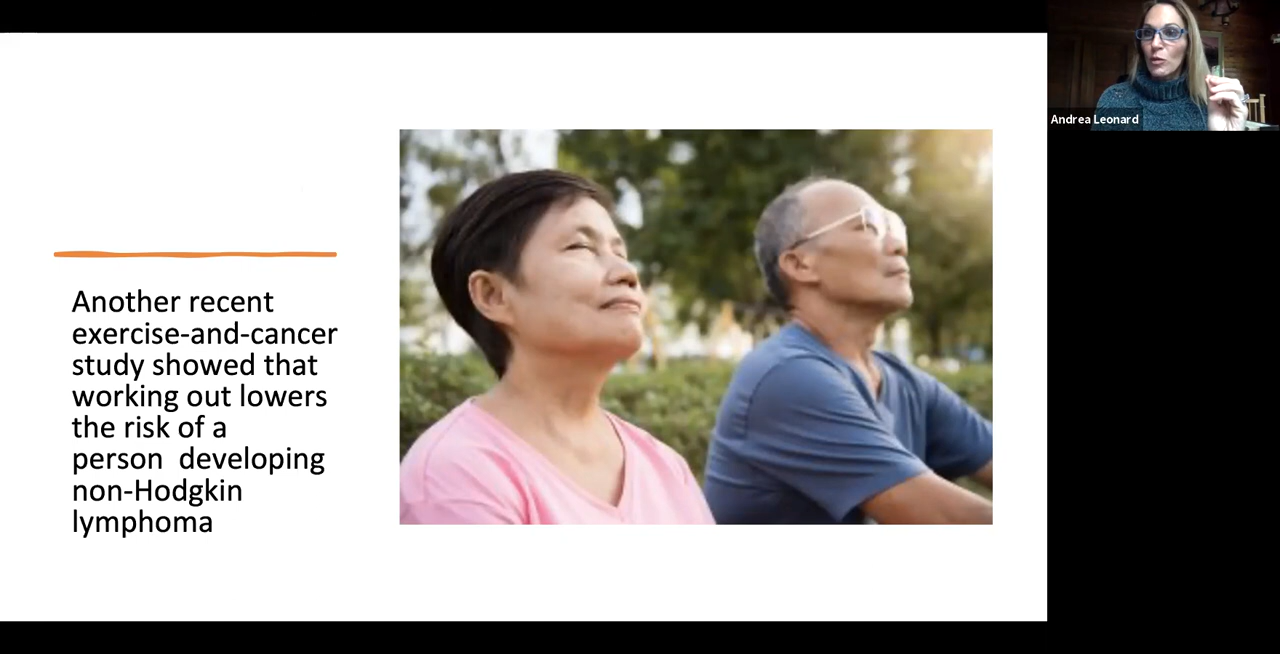 Another recent
exercise-and-cancer
study showed that
working out lowers
the risk of a
person  developing
non-Hodgkin
lymphoma
Andrea Leonard